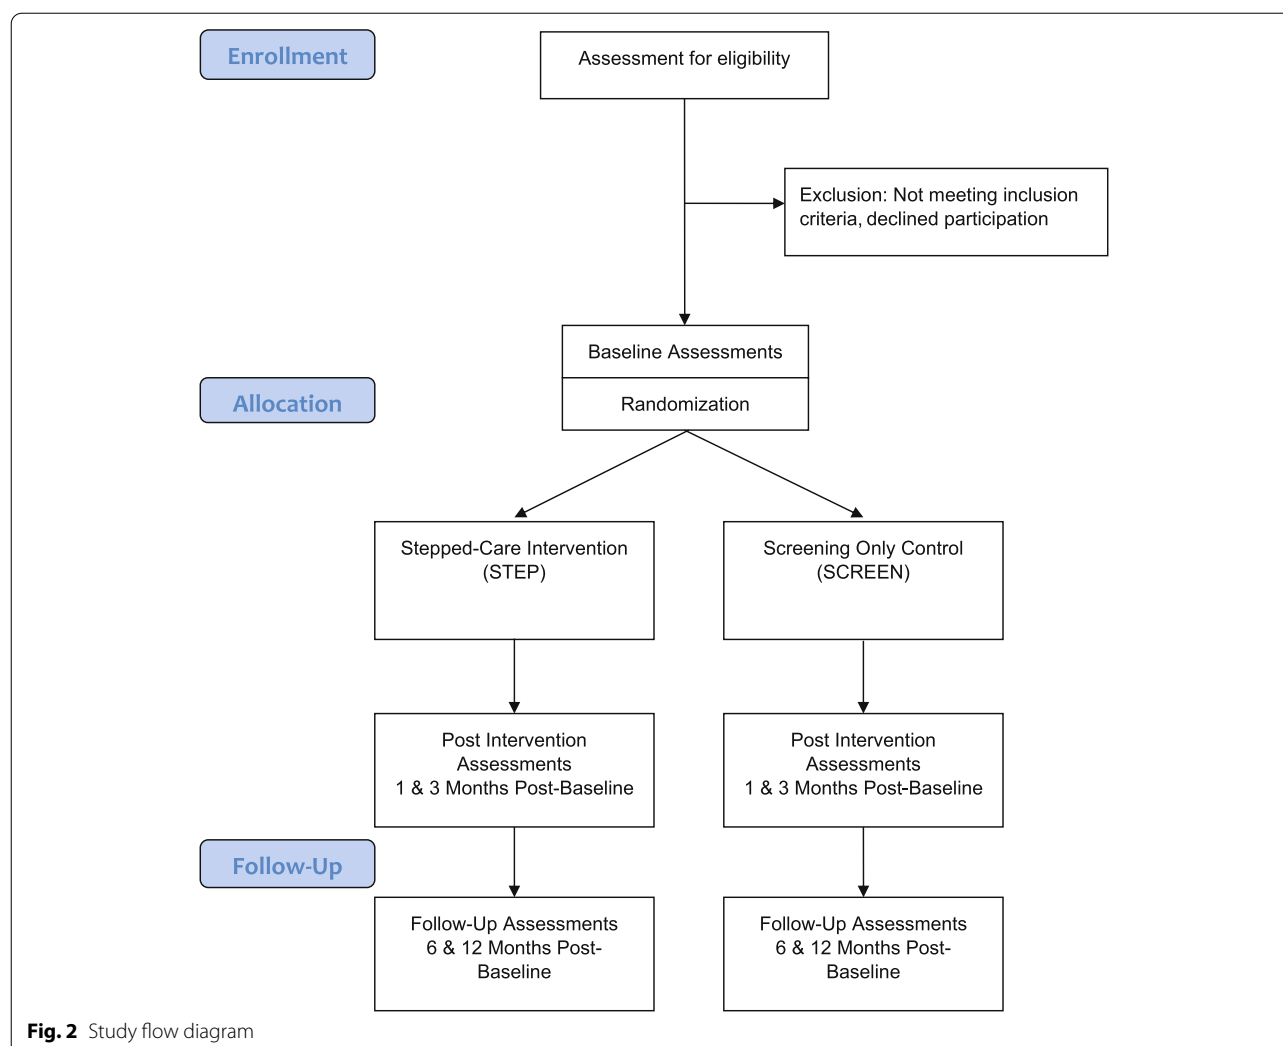 Enrollment
Assessment for eligibility
Exclusion: Not meeting inclusion
criteria, declined participation
Baseline Assessments
Allocation
Randomization
Stepped-Care Intervention
(STEP)
Screening Only Control
(SCREEN)
Post Intervention
Assessments
1 & 3 Months Post-Baseline
Post Intervention
Assessments
1 & 3 Months Post-Baseline
Follow-Up
Follow-Up Assessments
6 & 12 Months Post-
Baseline
Follow-Up Assessments
6 & 12 Months Post-
Baseline
Fig. 2 Study flow diagram